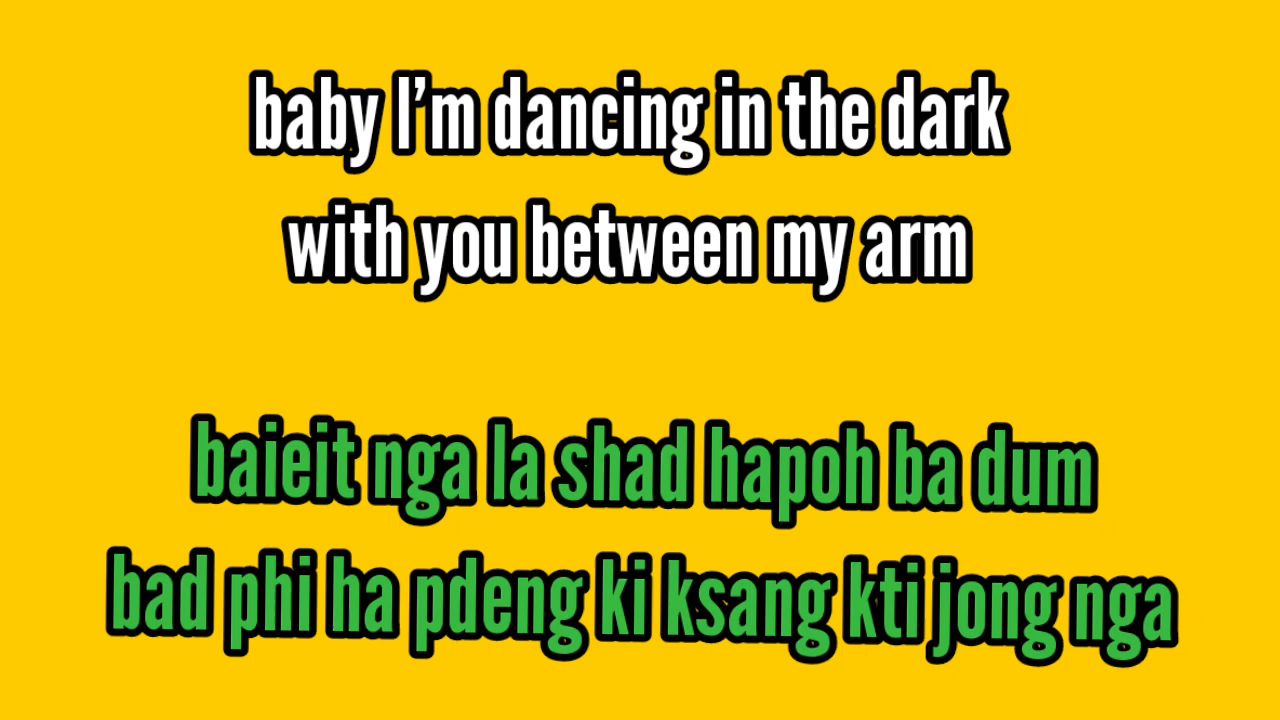 baby I’m dancing in the dark
with you between my arm
baieit nga la shad hapoh ba dum
bad phi ha pdeng ki ksang kti jong nga